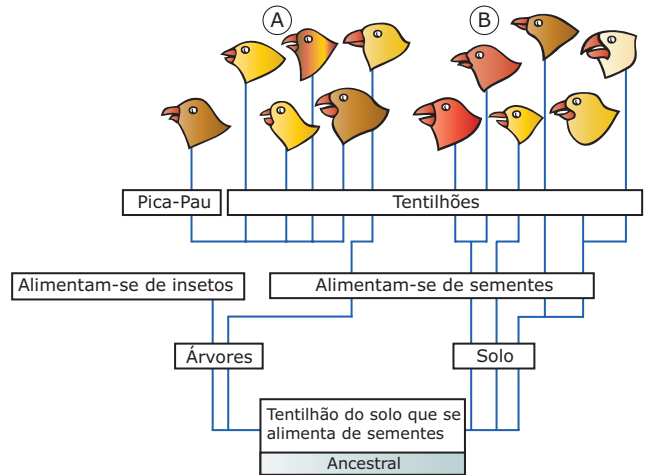 A
B
Pica-Pau
Tentilhões
Alimentam-se de insetos
Alimentam-se de sementes
Árvores
Solo
Tentilhão do solo que se
alimenta de sementes
Ancestral